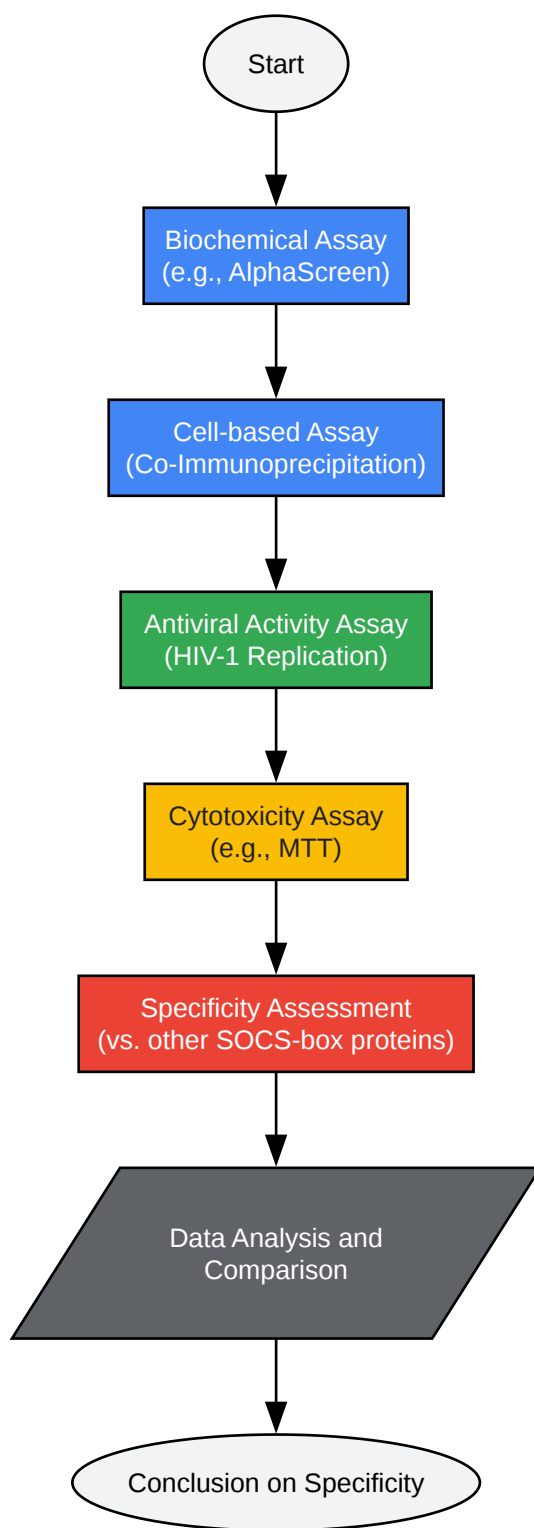 Start
Biochemical Assay
(e.g., AlphaScreen)
Cell-based Assay
(Co-Immunoprecipitation)
Antiviral Activity Assay
(HIV-1 Replication)
Cytotoxicity Assay
(e.g., MTT)
Specificity Assessment
(vs. other SOCS-box proteins)
Data Analysis and
Comparison
Conclusion on Specificity